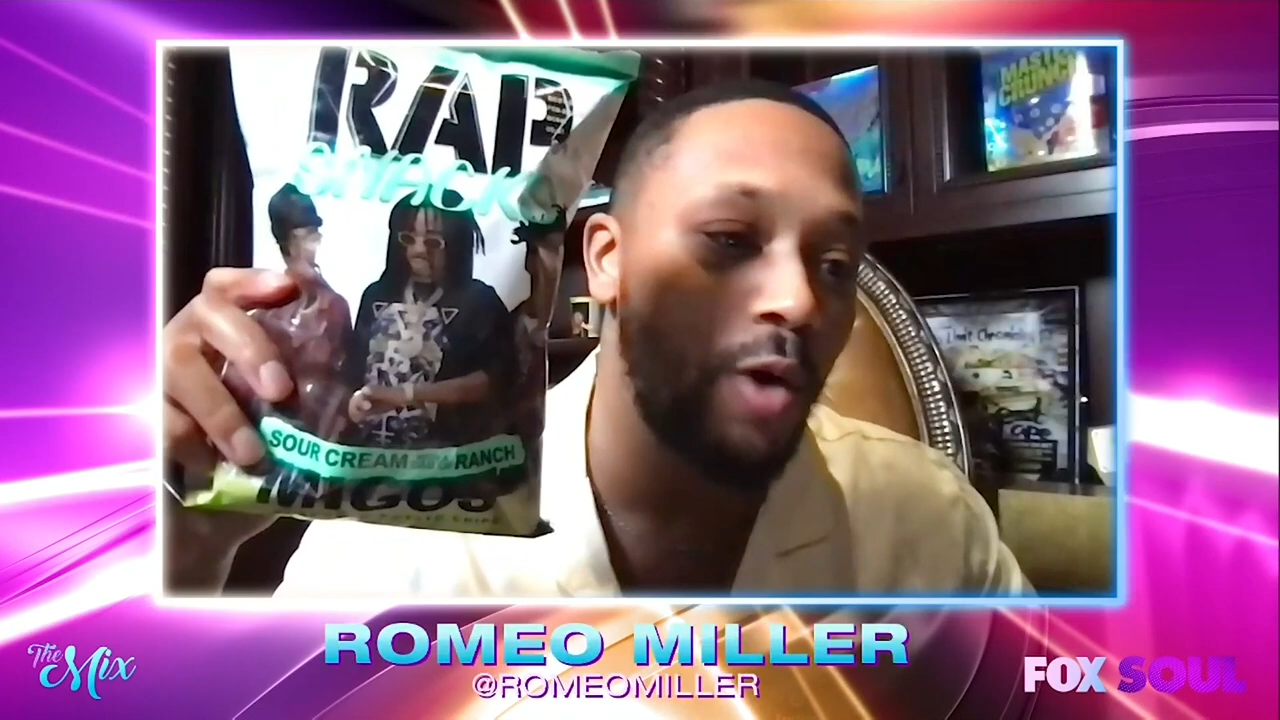 RAP
SNACKS
SOUR CREAM
RANCH
MIGOS
MASTER
CRUNCH
ROMEO MILLER
@ROMEOMILLER
The Mix
FOX SOUL